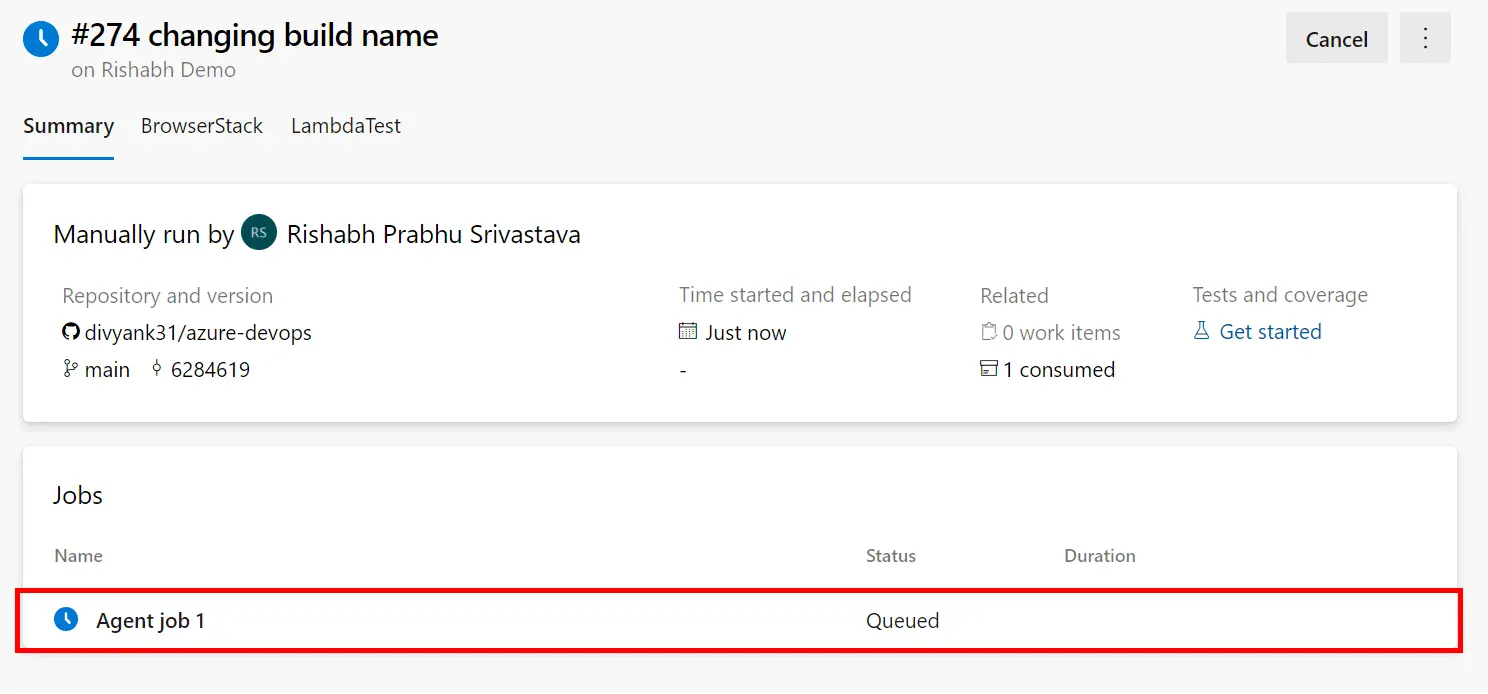 #274 changing build name
Cancel
on Rishabh Demo
Summary BrowserStack LambdaTest
Manually run by RS Rishabh Prabhu Srivastava
Repository and version Time started and elapsed Related Tests and coverage
divyank31/azure-devops Just now 0 work items Get started
main 6284619 - 1 consumed
Jobs
Name Status Duration
Agent job 1 Queued